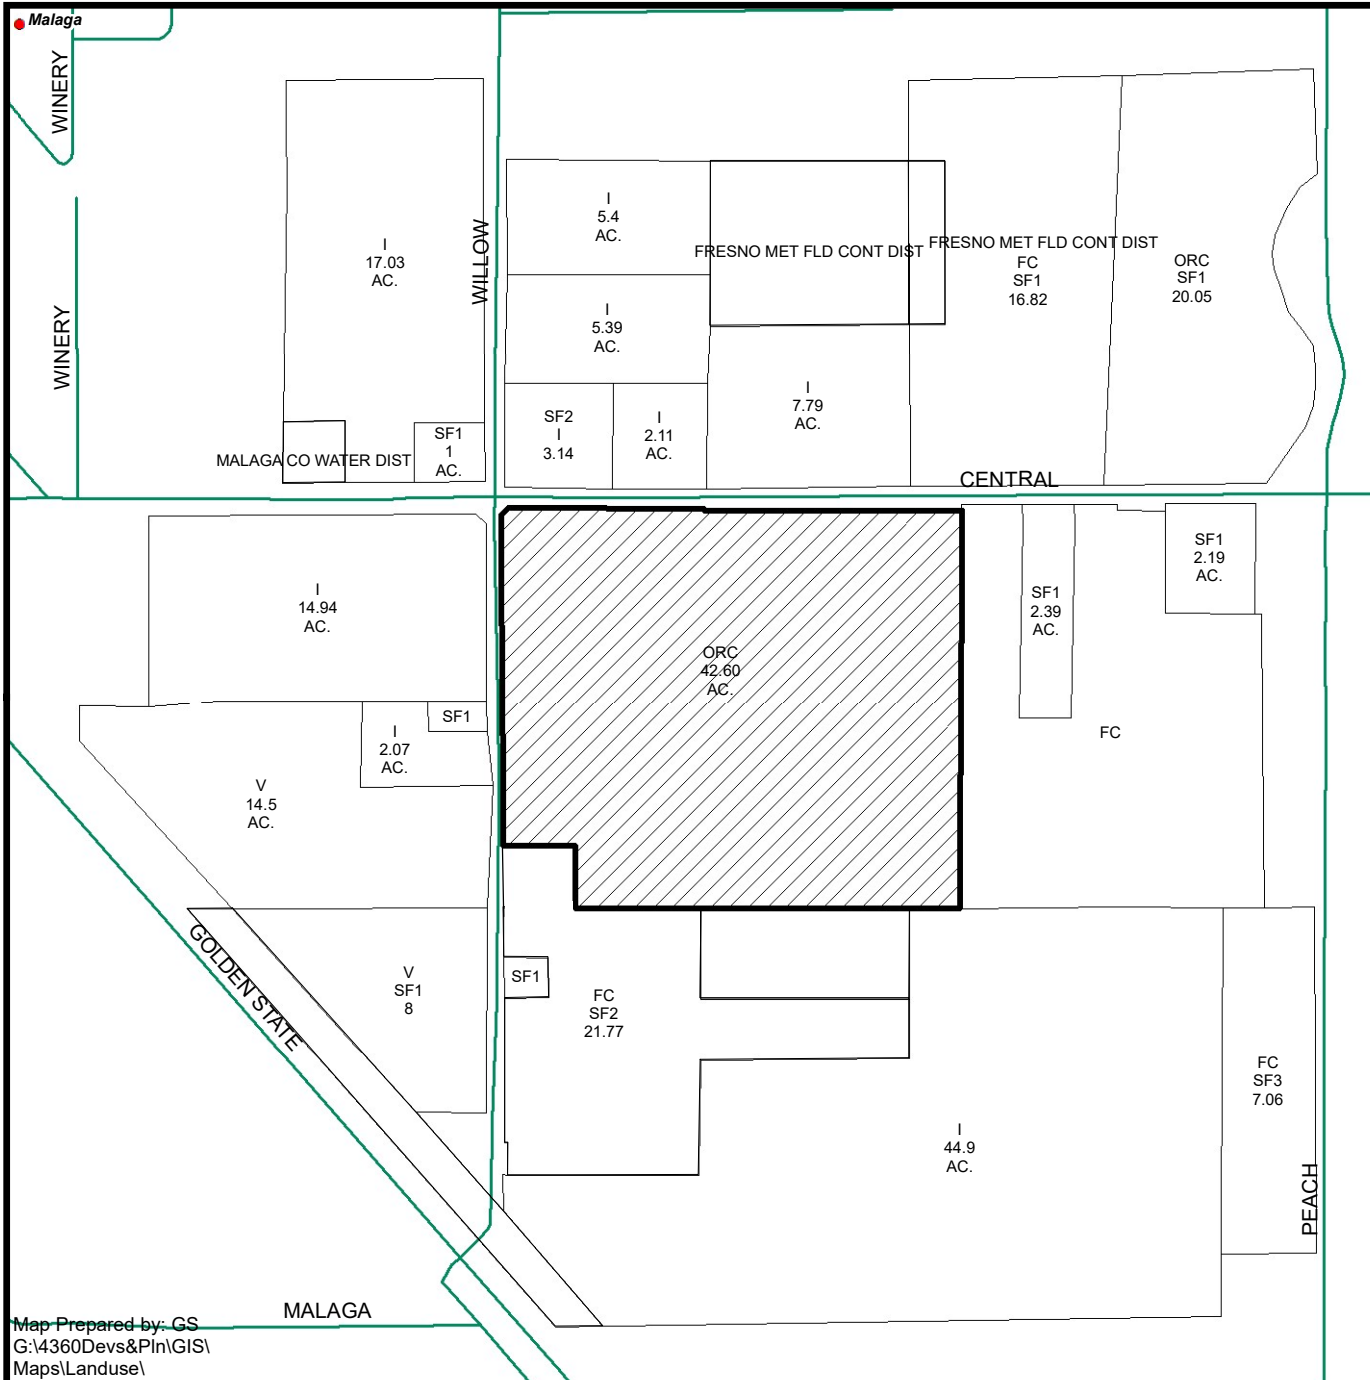 Malaga
WINERY
WINERY
I
17.03
AC.
WILLOW
I
5.4
AC.
I
5.39
AC.
FRESNO MET FLD CONT DIST
FRESNO MET FLD CONT DIST
FC
SF1
16.82
ORC
SF1
20.05
MALAGA CO WATER DIST
SF1
1
AC.
SF2
I
3.14
I
2.11
AC.
I
7.79
AC.
CENTRAL
I
14.94
AC.
ORC
42.60
AC.
SF1
2.39
AC.
SF1
2.19
AC.
FC
SF1
I
2.07
AC.
V
14.5
AC.
GOLDEN STATE
V
SF1
8
SF1
FC
SF2
21.77
I
44.9
AC.
FC
SF3
7.06
PEACH
MALAGA
Map Prepared by: GS
G:\4360Devs&Pln\GIS\
Maps\Landuse\